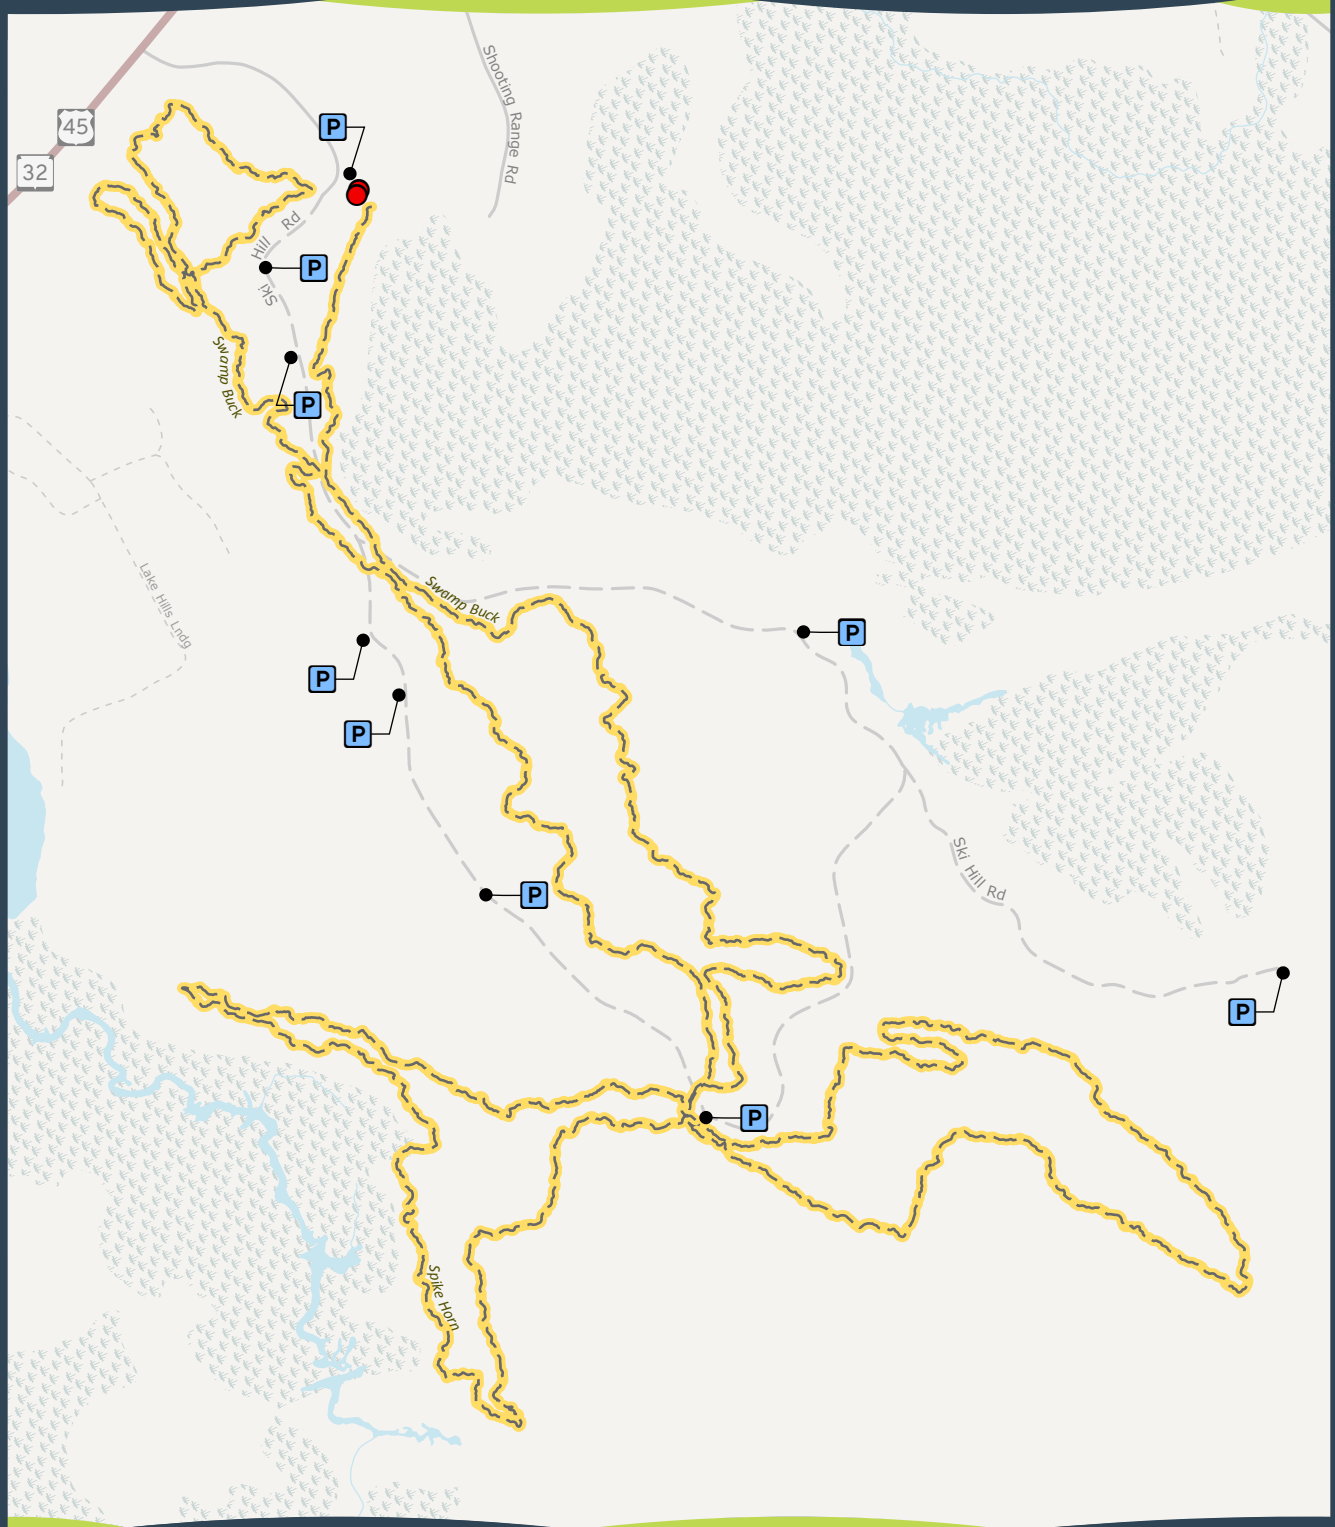 Shooting Range Rd
P
45
32
Hill Rd
P
Ski
Swamp Buck
P
Lake Hills Lndg
Swamp Buck
P
P
P
Ski Hill Rd
P
P
P
Spike Horn